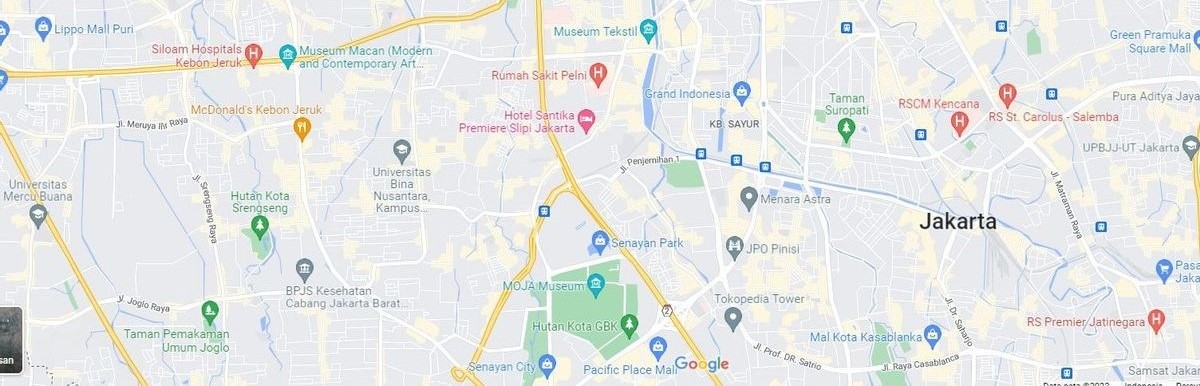 Lippo Mall Puri
Siloam Hospitals
Kebon Jeruk
Museum Macan (Modern
and Contemporary Art...
Museum Tekstil
Green Pramuka
Square Mall
Rumah Sakit Pelni
Grand Indonesia
Taman
Suropati
RSCM Kencana
RS St. Carolus - Salemba
Pura Aditya Jaya
McDonald's Kebon Jeruk
Jl. Meruya Ilir Raya
Hotel Santika
Premiere Slipi Jakarta
KB. SAYUR
UPBJJ-UT Jakarta
Universitas
Mercu Buana
Universitas
Bina
Nusantara,
Kampus...
Jl. Penjernihan 1
Jl. Srengseng Raya
Hutan Kota
Srengseng
Menara Astra
Jakarta
Jl. Matraman Raya
Senayan Park
JPO Pinisi
BPJS Kesehatan
Cabang Jakarta Barat...
MOJA Museum
Pasa
Jl. Joglo Raya
Tokopedia Tower
Taman Pemakaman
Umum Joglo
Hutan Kota GBK
2
Mal Kota Kasablanka
Jl. Dr. Saharjo
RS Premier Jatinegara
san
Senayan City
Pacific Place Mall
Google
Jl. Prof. DR. Satrio
Jl. Raya Casablanca
Samsat Jakarta